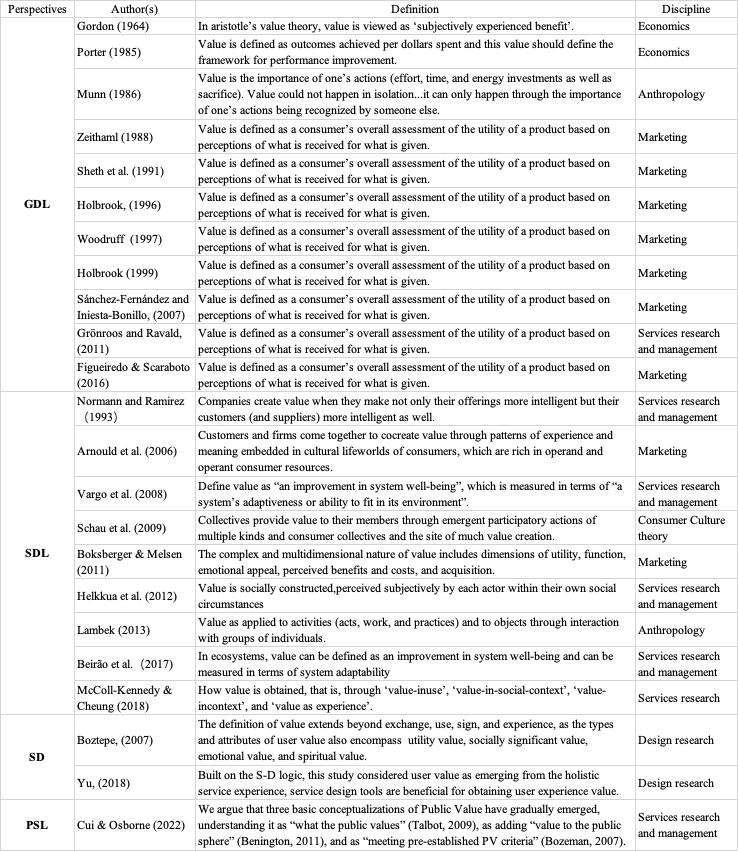 Perspectives Author(s) Definition Discipline
GDL
Gordon (1964) In aristotle’s value theory, value is viewed as ‘subjectively experienced benefit’. Economics
Porter (1985) Value is defined as outcomes achieved per dollars spent and this value should define the
framework for performance improvement. Economics
Munn (1986) Value is the importance of one’s actions (effort, time, and energy investments as well as
sacrifice). Value could not happen in isolation...it can only happen through the importance
of one’s actions being recognized by someone else. Anthropology
Zeithaml (1988) Value is defined as a consumer’s overall assessment of the utility of a product based on
perceptions of what is received for what is given. Marketing
Sheth et al. (1991) Value is defined as a consumer’s overall assessment of the utility of a product based on
perceptions of what is received for what is given. Marketing
Holbrook, (1996) Value is defined as a consumer’s overall assessment of the utility of a product based on
perceptions of what is received for what is given. Marketing
Woodruff (1997) Value is defined as a consumer’s overall assessment of the utility of a product based on
perceptions of what is received for what is given. Marketing
Holbrook (1999) Value is defined as a consumer’s overall assessment of the utility of a product based on
perceptions of what is received for what is given. Marketing
Sánchez-Fernández and
Iniesta-Bonillo, (2007) Value is defined as a consumer’s overall assessment of the utility of a product based on
perceptions of what is received for what is given. Marketing
Grönroos and Ravald,
(2011) Value is defined as a consumer’s overall assessment of the utility of a product based on
perceptions of what is received for what is given. Services research
and management
Figueiredo & Scaraboto
(2016) Value is defined as a consumer’s overall assessment of the utility of a product based on
perceptions of what is received for what is given. Marketing
SDL
Normann and Ramirez
（1993） Companies create value when they make not only their offerings more intelligent but their
customers (and suppliers) more intelligent as well. Services research
and management
Arnould et al. (2006) Customers and firms come together to cocreate value through patterns of experience and
meaning embedded in cultural lifeworlds of consumers, which are rich in operand and
operant consumer resources. Marketing
Vargo et al. (2008) Define value as “an improvement in system well-being”, which is measured in terms of “a
system’s adaptiveness or ability to fit in its environment”. Services research
and management
Schau et al. (2009) Collectives provide value to their members through emergent participatory actions of
multiple kinds and consumer collectives and the site of much value creation. Consumer Culture
theory
Boksberger & Melsen
(2011) The complex and multidimensional nature of value includes dimensions of utility, function,
emotional appeal, perceived benefits and costs, and acquisition. Marketing
Helkkua et al. (2012) Value is socially constructed,perceived subjectively by each actor within their own social
circumstances Services research
and management
Lambek (2013) Value as applied to activities (acts, work, and practices) and to objects through interaction
with groups of individuals. Anthropology
Beirão et al.（2017) In ecosystems, value can be defined as an improvement in system well-being and can be
measured in terms of system adaptability Services research
and management
McColl-Kennedy &
Cheung (2018) How value is obtained, that is, through ‘value-inuse’, ‘value-in-social-context’, ‘value-
incontext’, and ‘value as experience’. Services research
SD
Boztepe, (2007) The definition of value extends beyond exchange, use, sign, and experience, as the types
and attributes of user value also encompass utility value, socially significant value,
emotional value, and spiritual value. Design research
Yu, (2018) Built on the S-D logic, this study considered user value as emerging from the holistic
service experience, service design tools are beneficial for obtaining user experience value. Design research
PSL
Cui & Osborne (2022) We argue that three basic conceptualizations of Public Value have gradually emerged,
understanding it as “what the public values” (Talbot, 2009), as adding “value to the public
sphere” (Benington, 2011), and as “meeting pre-established PV criteria” (Bozeman, 2007). Services research
and management